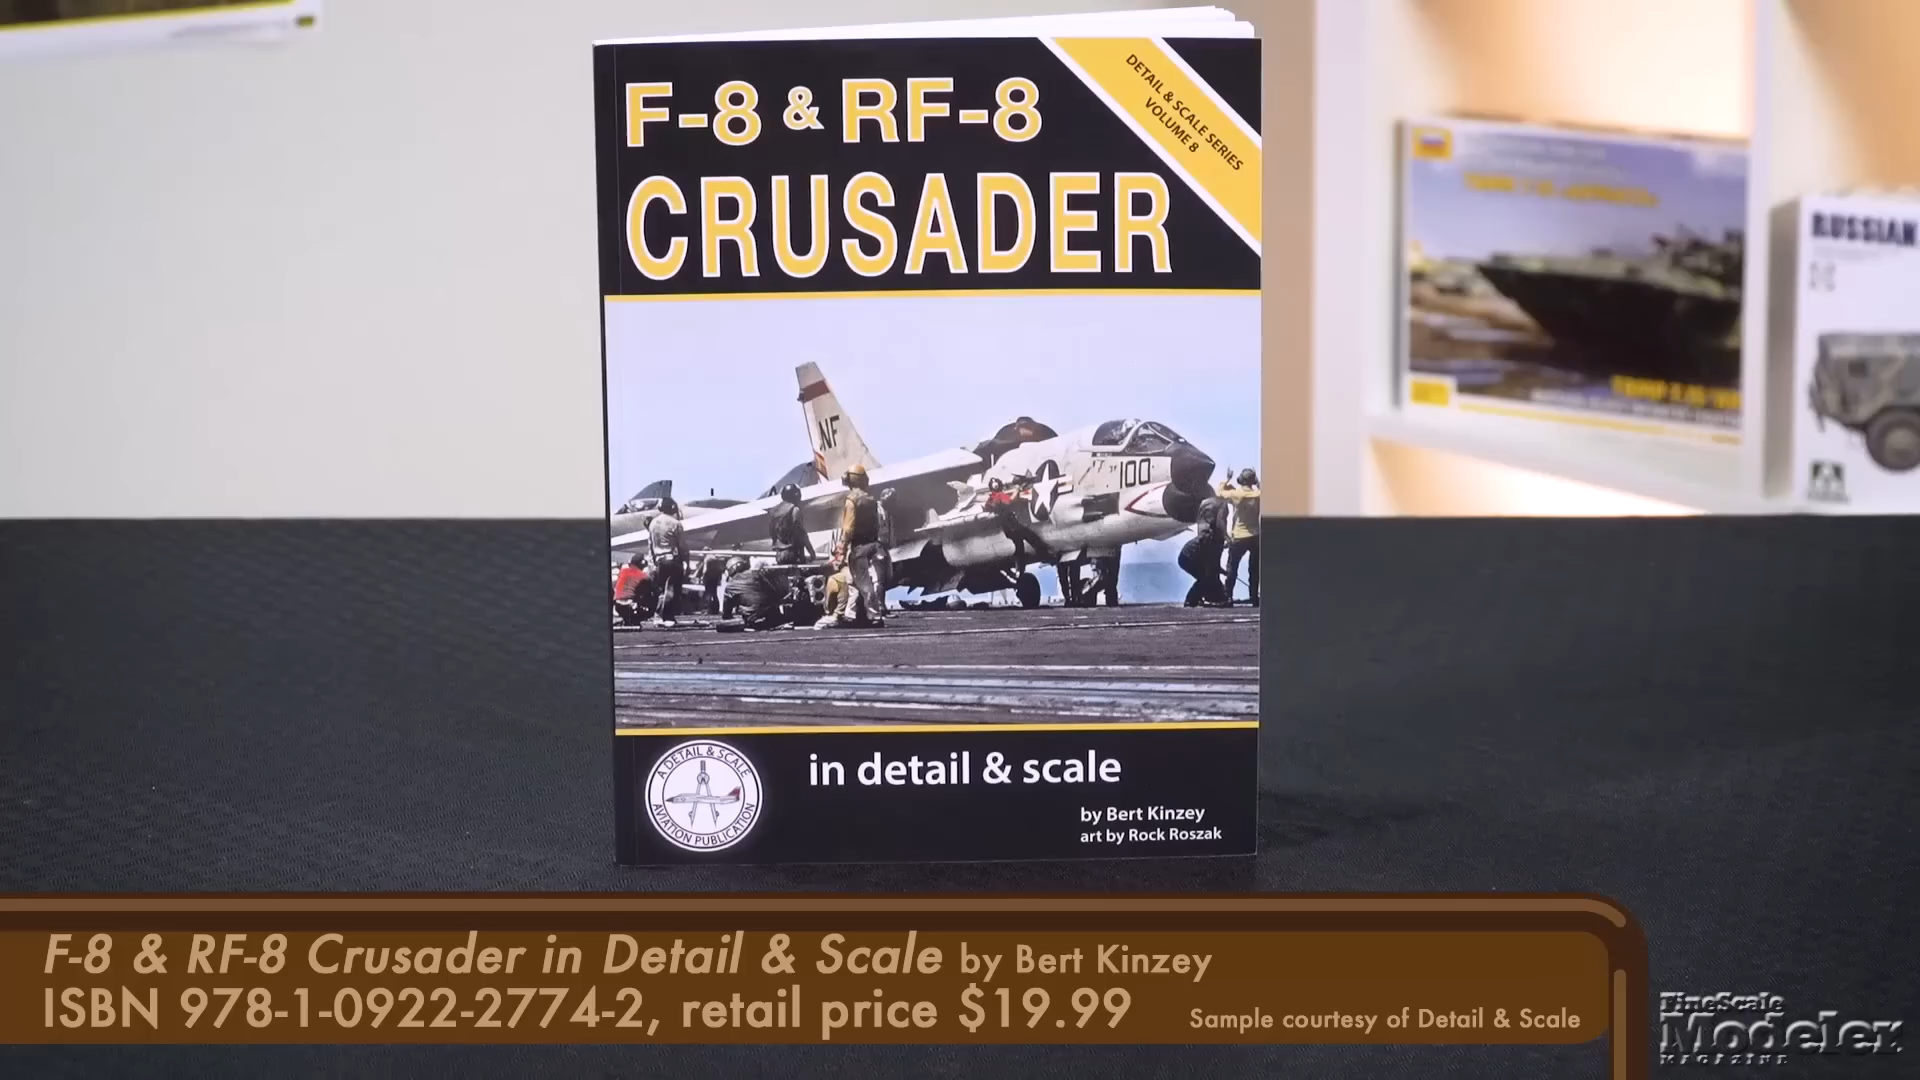 F-8 & RF-8
CRUSADER
DETAIL & SCALE SERIES
VOLUME 8
NF
100
A DETAIL & SCALE
AVIATION PUBLICATION
in detail & scale
by Bert Kinzey
art by Rock Roszak
RUSSIAN
F-8 & RF-8 Crusader in Detail & Scale by Bert Kinzey
ISBN 978-1-0922-2774-2, retail price $19.99
Sample courtesy of Detail & Scale
FineScale
Modeler
MAGAZINE